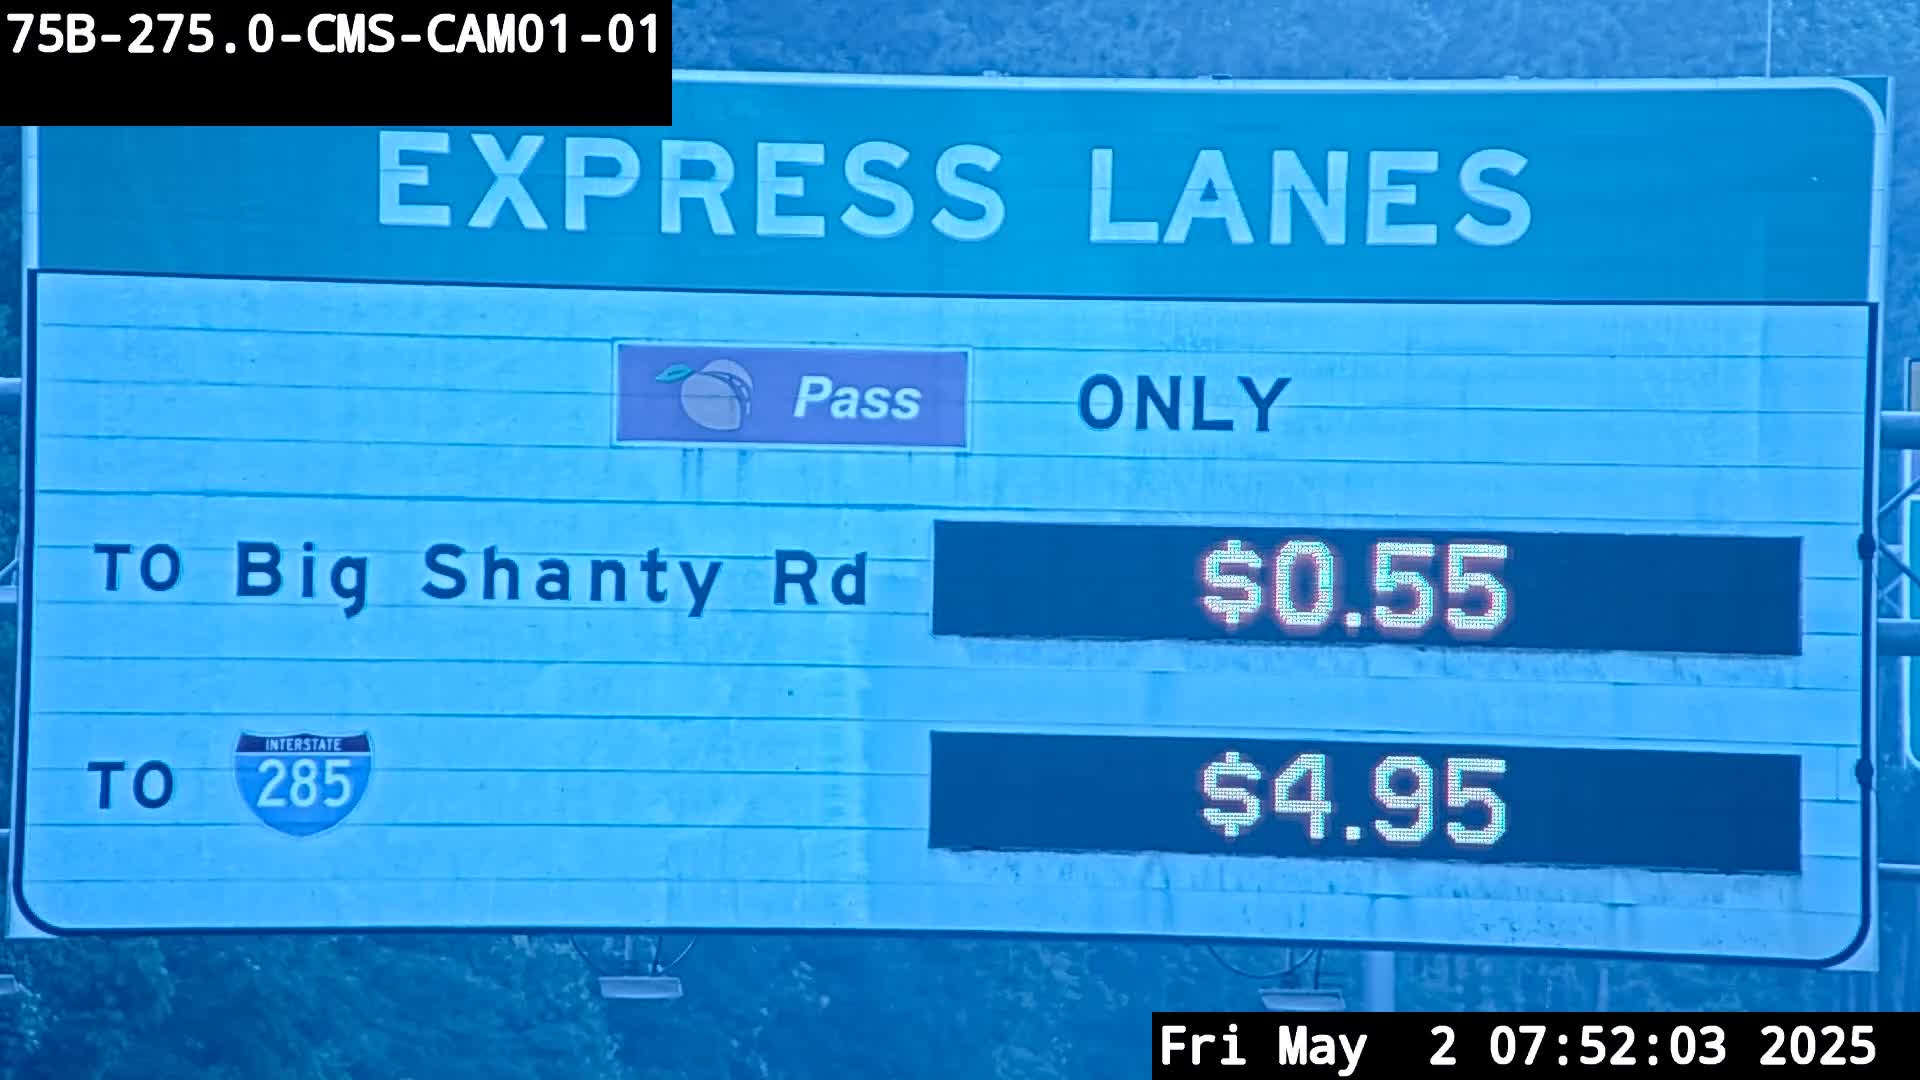 75B-275.0-CMS-CAM01-01
EXPRESS LANES
Pass ONLY
TO Big Shanty Rd $0.55
TO INTERSTATE 285 $4.95
Fri May 2 07:52:03 2025